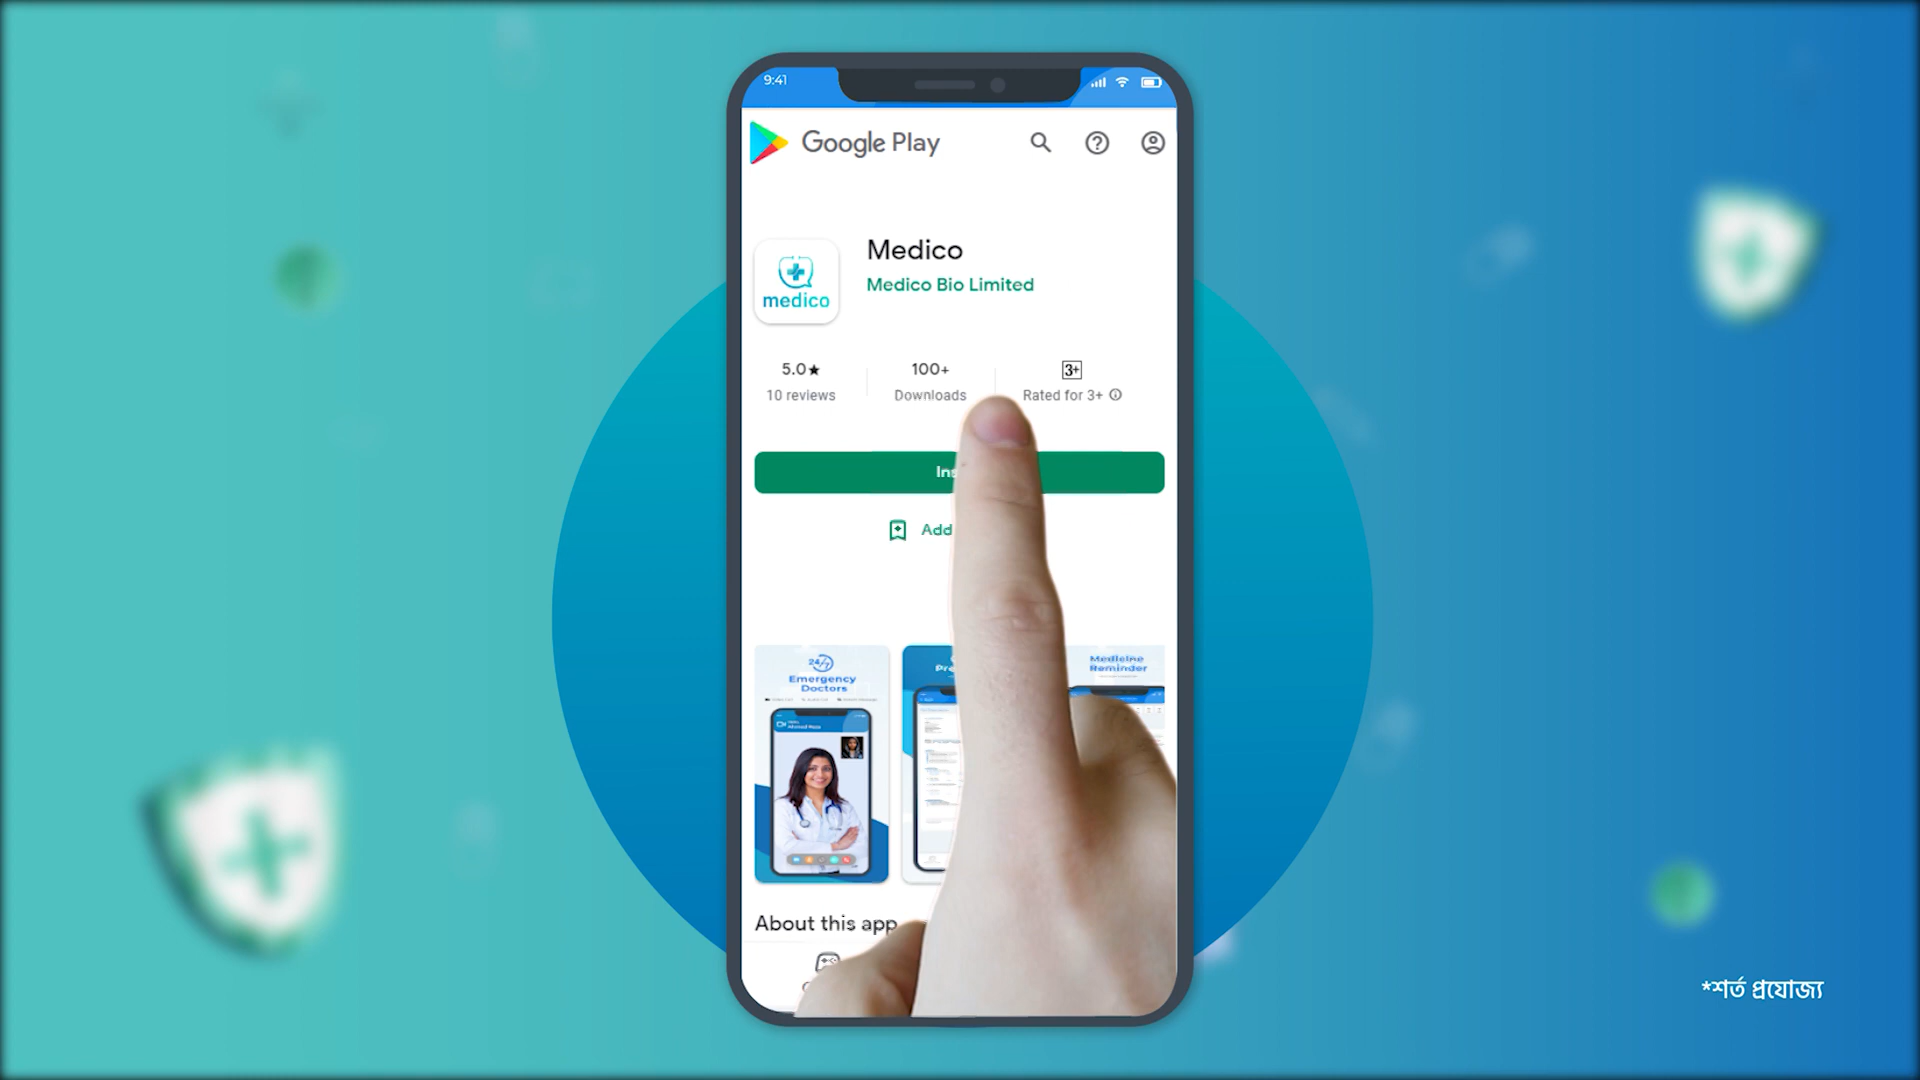 9:41
Google Play
Medico
Medico Bio Limited
medico
5.0★
100+
3+
10 reviews
Downloads
Rated for 3+
Add
24/7
Emergency
Doctors
Medicine
Reminder
About this app
*শর্ত প্রযোজ্য